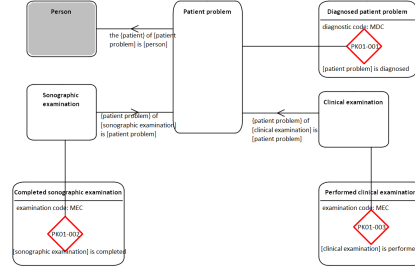 Person
Patient problem
Diagnosed patient problem
diagnostic code: MDC
PK01-001
[patient problem] is diagnosed
the [patient] of [patient
problem] is [person]
Sonographic
examination
[patient problem] of
[sonographic examination]
is [patient problem]
Clinical examination
[patient problem] of
[clinical examination] is
[patient problem]
Completed sonographic examination
examination code: MEC
PK01-002
[sonographic examination] is completed
Performed clinical examination
examination code: MEC
PK01-003
[clinical examination] is performe